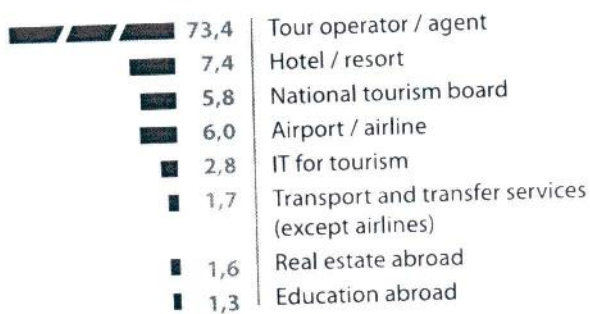 73,4 Tour operator / agent
7,4 Hotel / resort
5,8 National tourism board
6,0 Airport / airline
2,8 IT for tourism
1,7 Transport and transfer services
(except airlines)
1,6 Real estate abroad
1,3 Education abroad